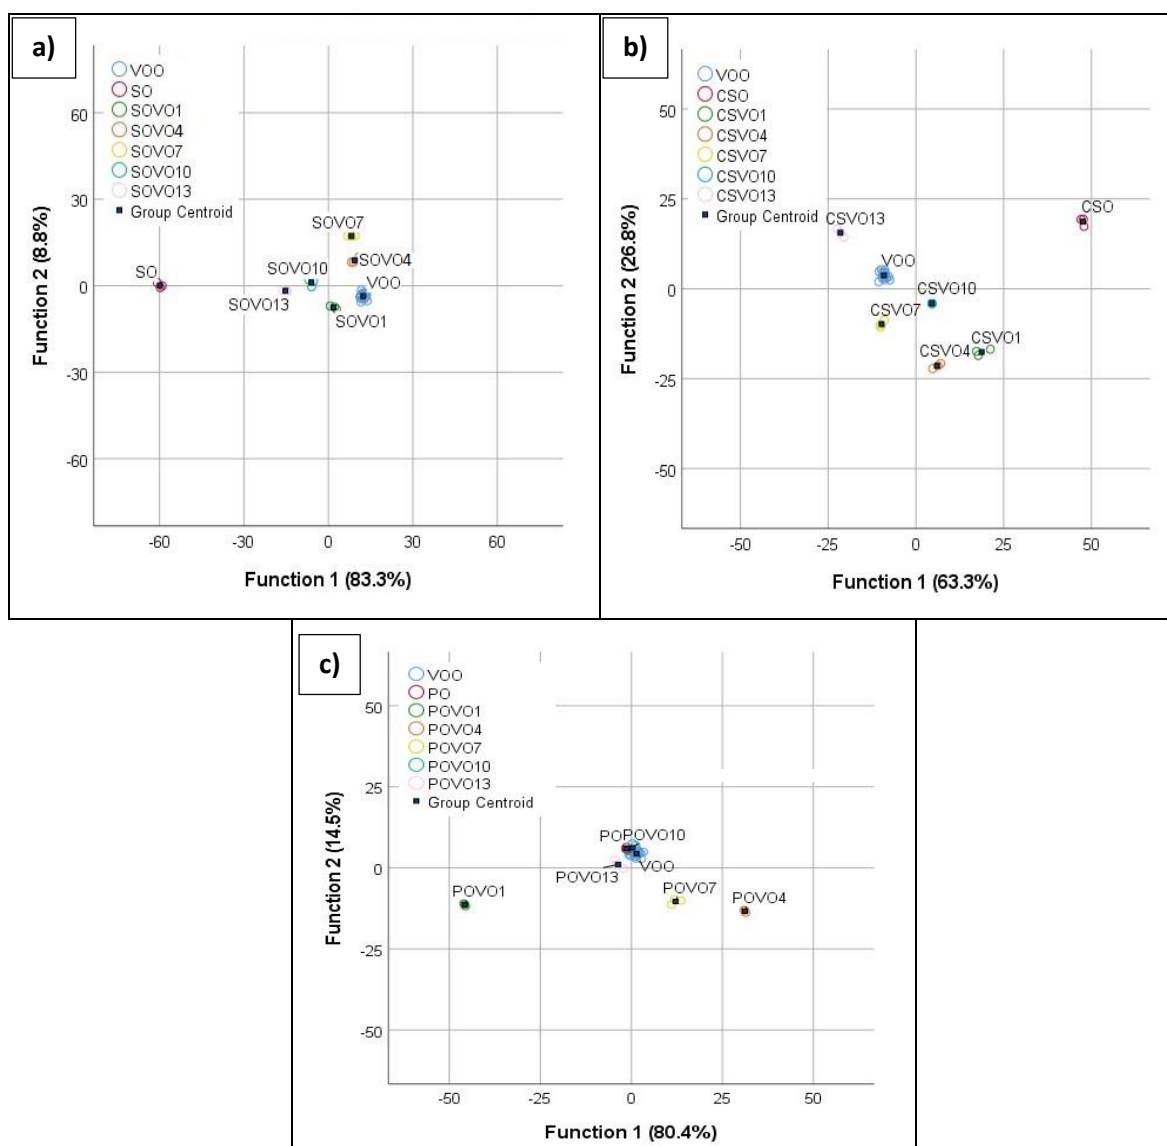 a)
VOO
SO
SOVO1
SOVO4
SOVO7
SOVO10
SOVO13
Group Centroid
60
30
0
-30
-60
SOVO7
SOVO4
SOVO10
SO
VOO
SOVO13
SOVO1
Function 2 (8.8%)
-60 -30 0 30 60
Function 1 (83.3%)
b)
VOO
CSO
CSVO1
CSVO4
CSVO7
CSVO10
CSVO13
Group Centroid
50
25
0
-25
-50
CSO
CSVO13
VOO
CSVO10
CSVO7
CSVO1
CSVO4
Function 2 (26.8%)
-50 -25 0 25 50
Function 1 (63.3%)
c)
VOO
PO
POVO1
POVO4
POVO7
POVO10
POVO13
Group Centroid
50
25
0
-25
-50
PO
POVO10
VOO
POVO13
POVO1
POVO7
POVO4
Function 2 (14.5%)
-50 -25 0 25 50
Function 1 (80.4%)